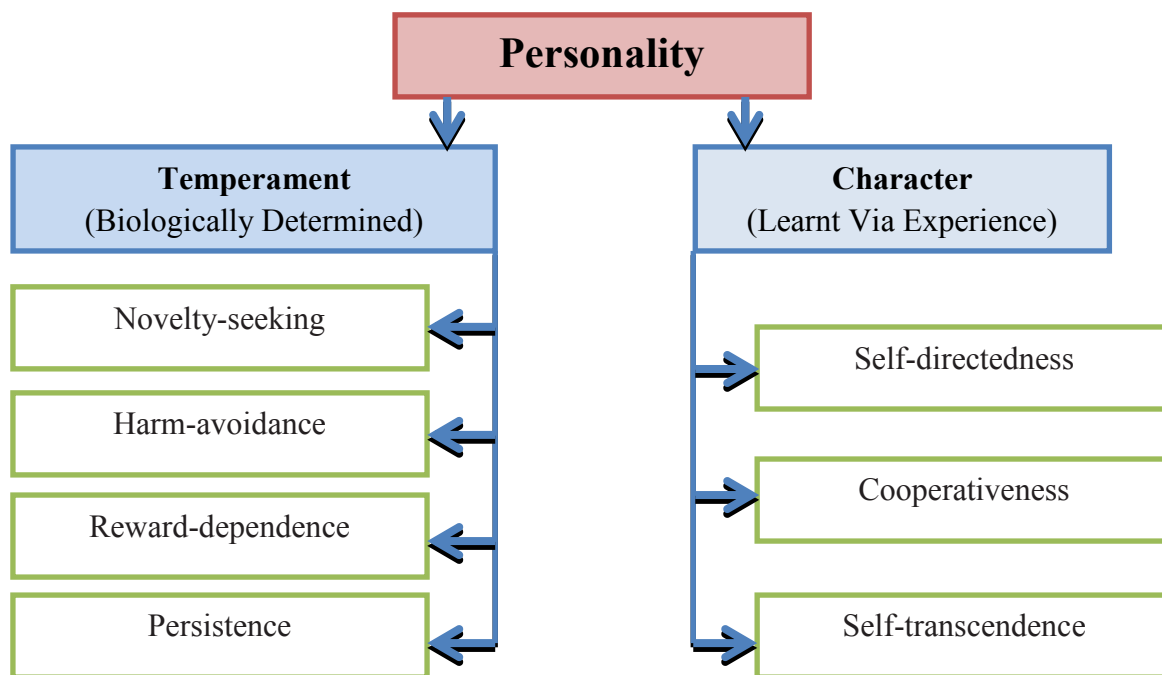 Personality
Temperament
(Biologically Determined)
Novelty-seeking
Harm-avoidance
Reward-dependence
Persistence
Character
(Learnt Via Experience)
Self-directedness
Cooperativeness
Self-transcendence